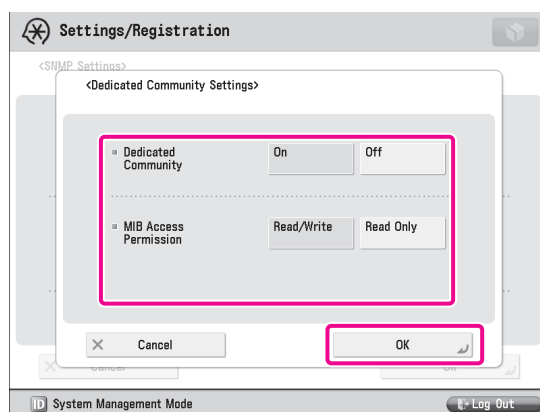 Settings/Registration
<SNMP Settings>
<Dedicated Community Settings>
Dedicated
Community
On
Off
MIB Access
Permission
Read/Write
Read Only
Cancel
OK
Cancel
OK
ID System Management Mode
Log Out